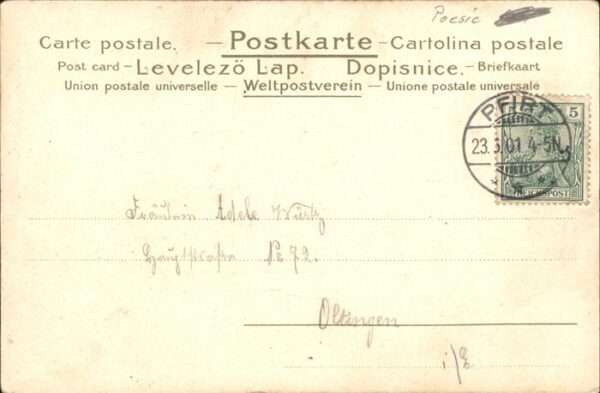 Poesie
Carte postale. — Postkarte – Cartolina postale
Post card – Levelezö Lap. Dopisnice. – Briefkaart
Union postale universelle — Weltpostverein — Unione postale universale
PFIRT
23.3.01 4-5N.
5
REICHSPOST
Fräulein Adele Würtz
Hauptstraße No 72.
Oltingen
i/E